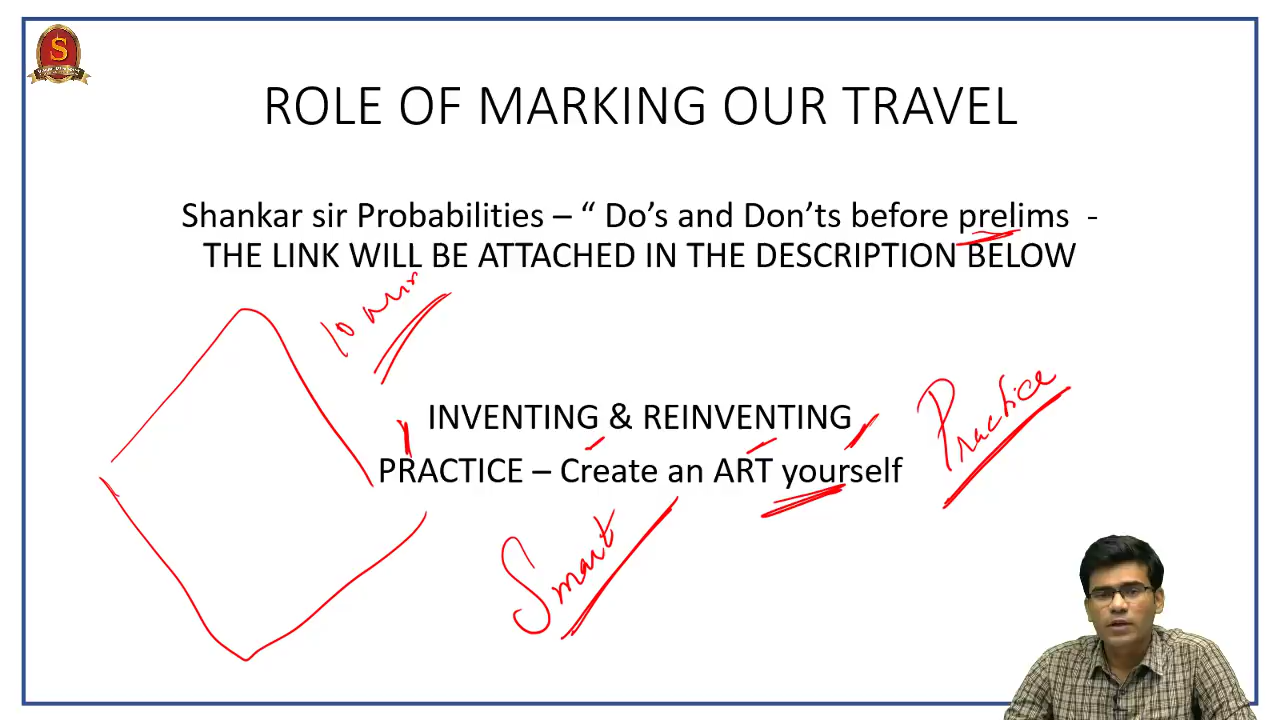 S
ROLE OF MARKING OUR TRAVEL
Shankar sir Probabilities – “ Do’s and Don’ts before prelims -
THE LINK WILL BE ATTACHED IN THE DESCRIPTION BELOW
10 min
INVENTING & REINVENTING
Practice
PRACTICE – Create an ART yourself
Smart